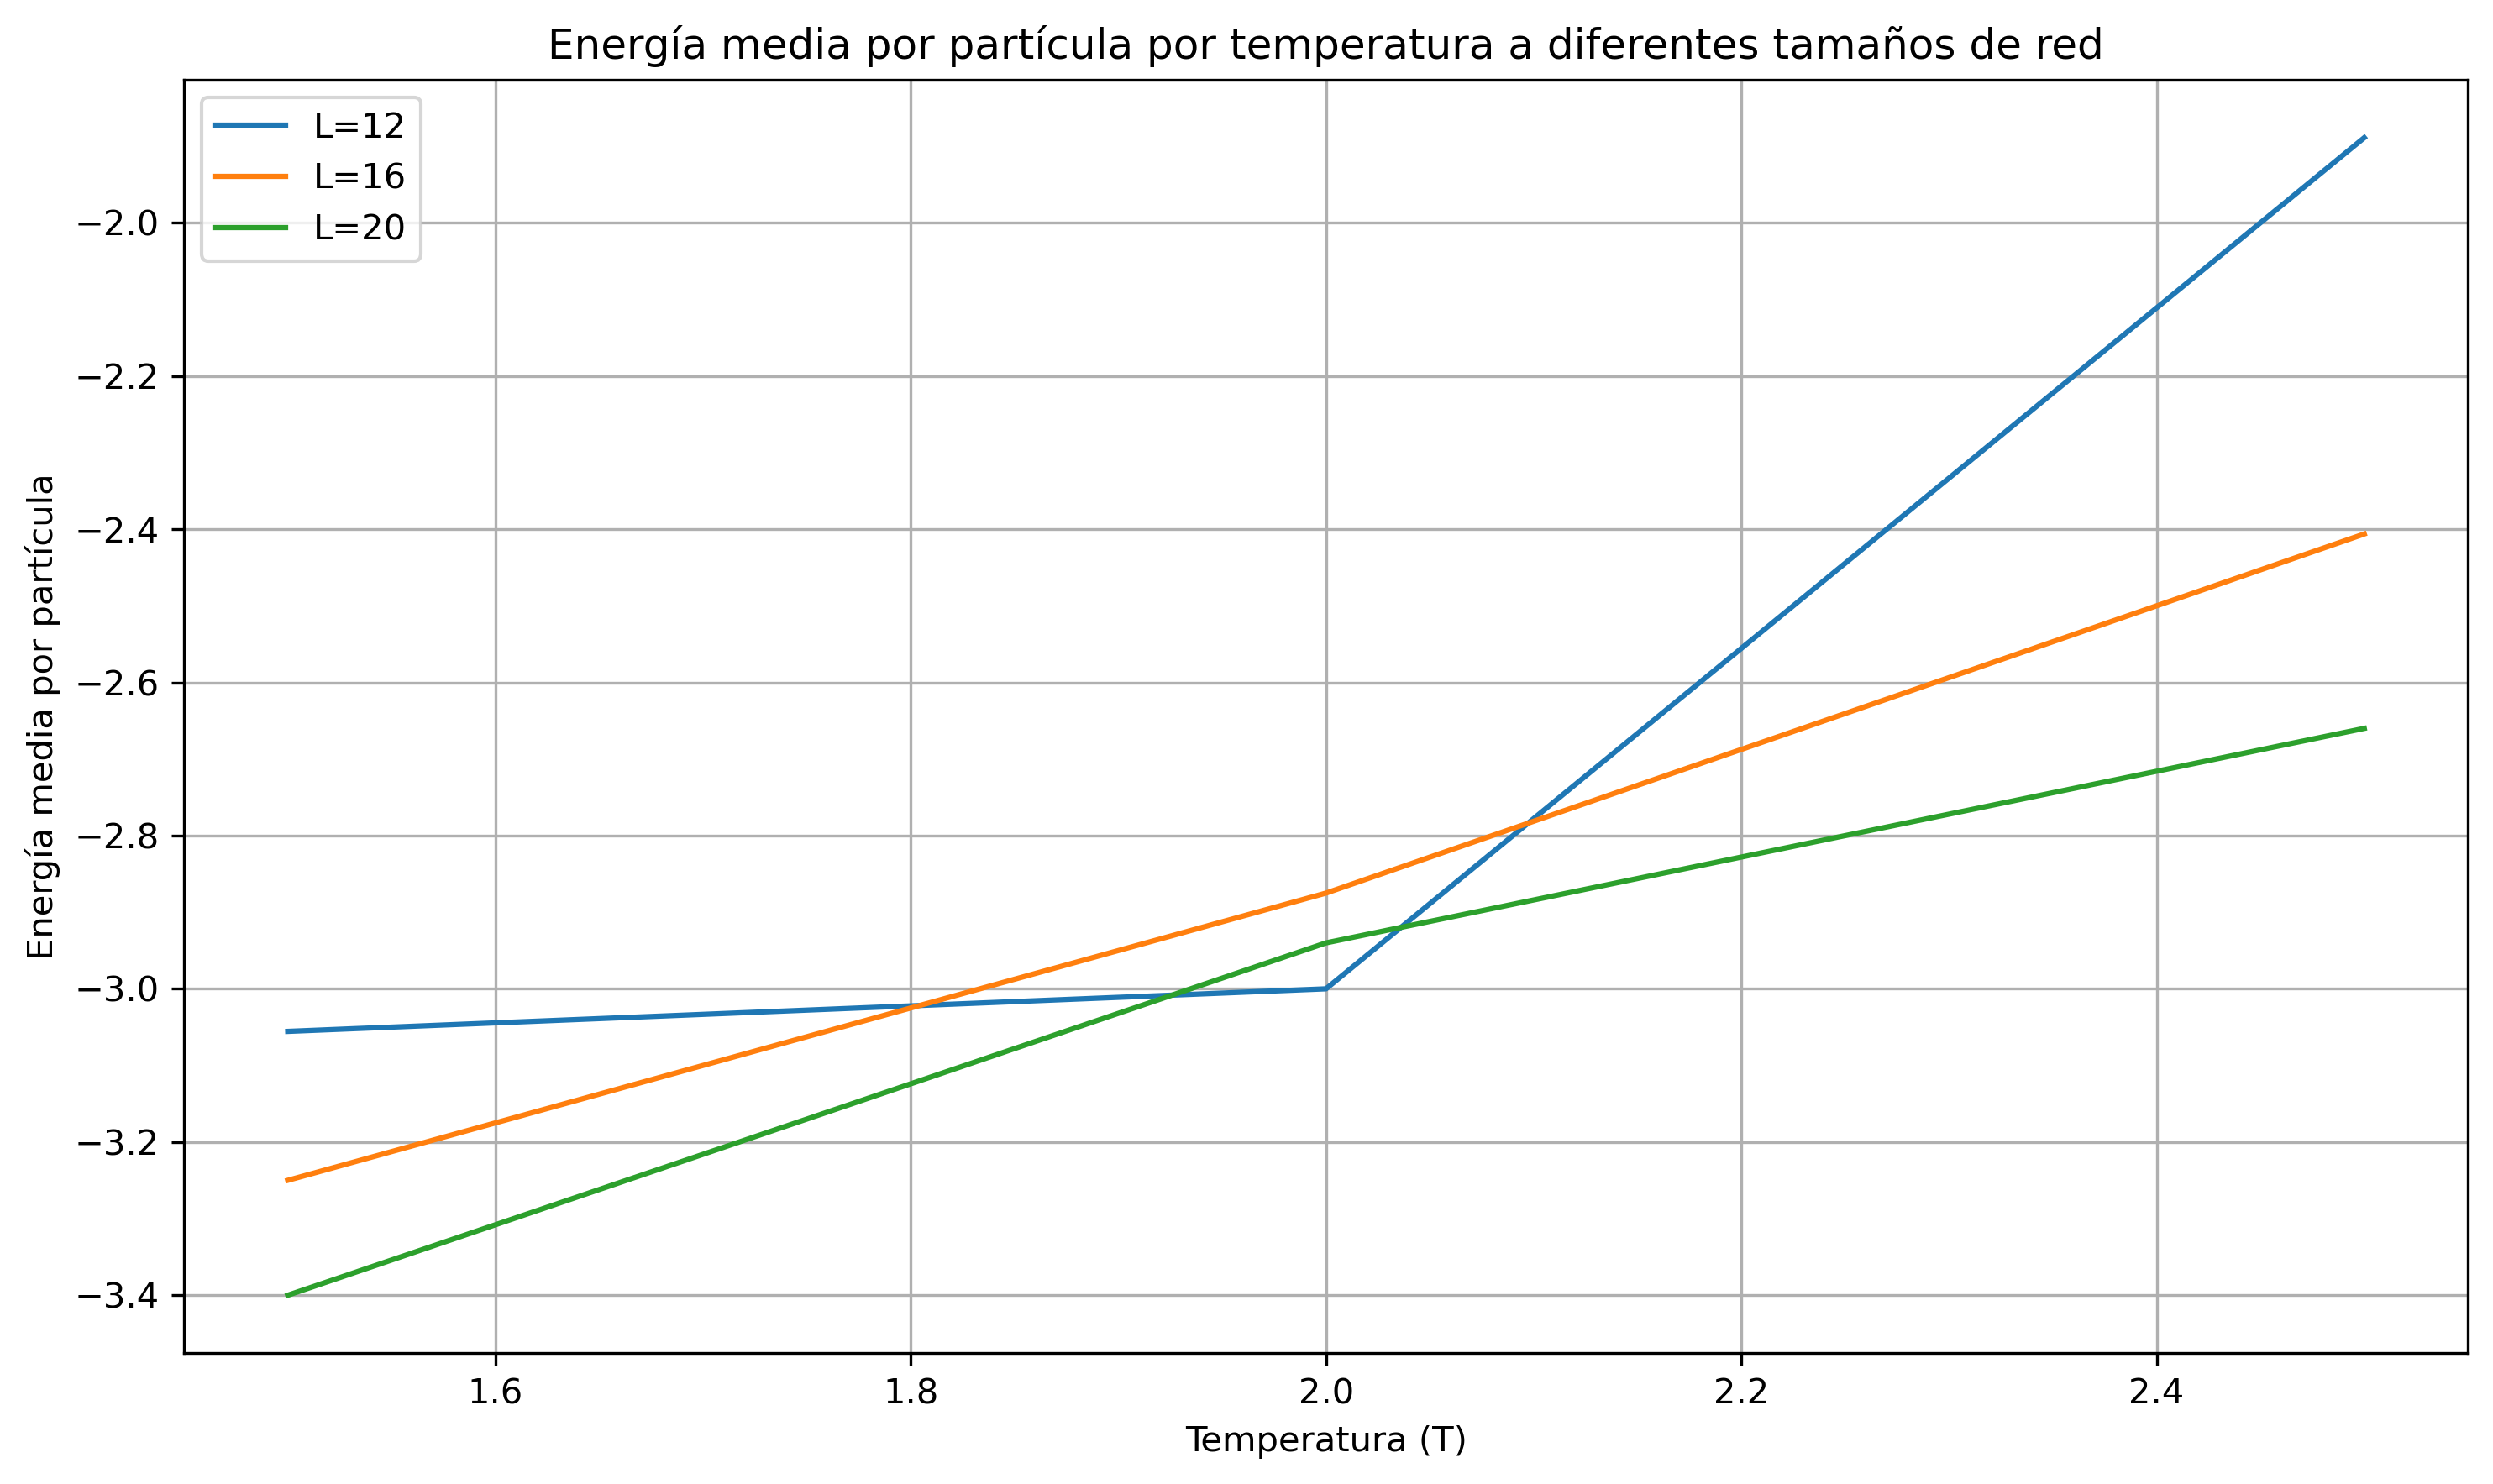 Energía media por partícula por temperatura a diferentes tamaños de red
L=12
L=16
L=20
Energía media por partícula
−2.0
−2.2
−2.4
−2.6
−2.8
−3.0
−3.2
−3.4
1.6 1.8 2.0 2.2 2.4
Temperatura (T)